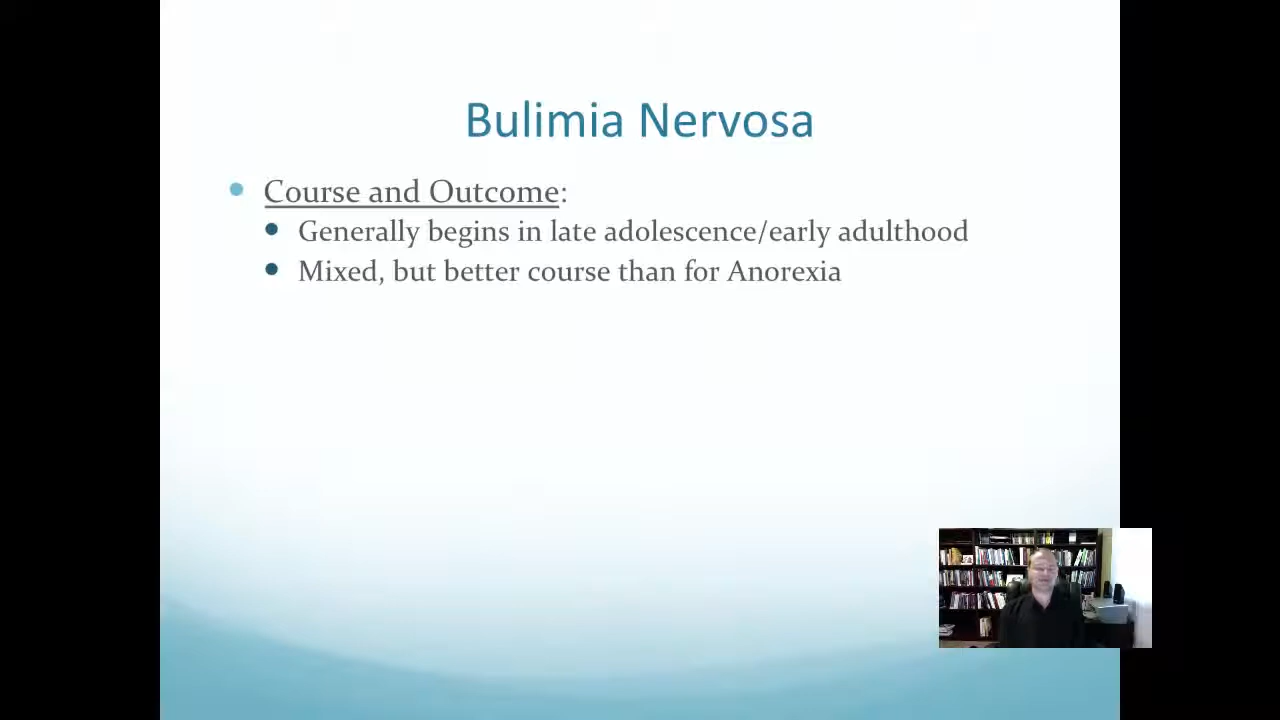 Bulimia Nervosa
Course and Outcome:
Generally begins in late adolescence/early adulthood
Mixed, but better course than for Anorexia